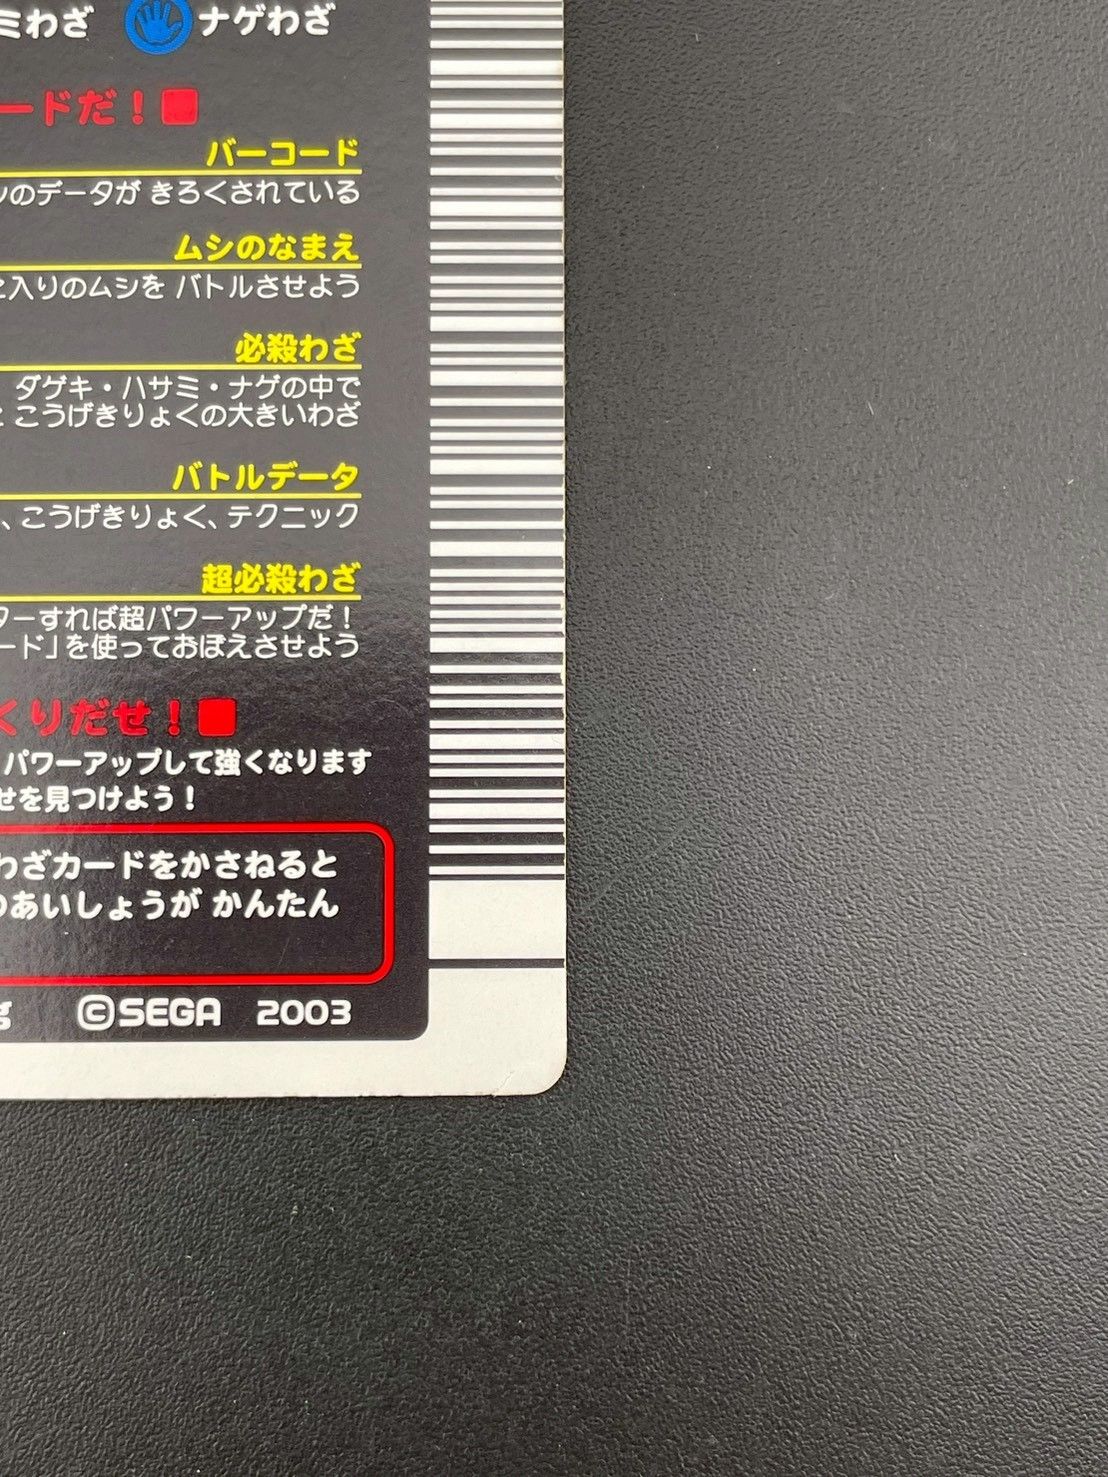 ミわざ ナゲわざ
ードだ！■
バーコード
のデータが きろくされている
ムシのなまえ
入りのムシを バトルさせよう
必殺わざ
ダゲキ・ハサミ・ナゲの中で
こうげきりょくの大きいわざ
バトルデータ
、こうげきりょく、テクニック
超必殺わざ
ターすれば超パワーアップだ！
ード」を使っておぼえさせよう
くりだせ！■
パワーアップして強くなります
せを見つけよう！
わざカードをかさねると
のあいしょうが かんたん
g ©SEGA 2003